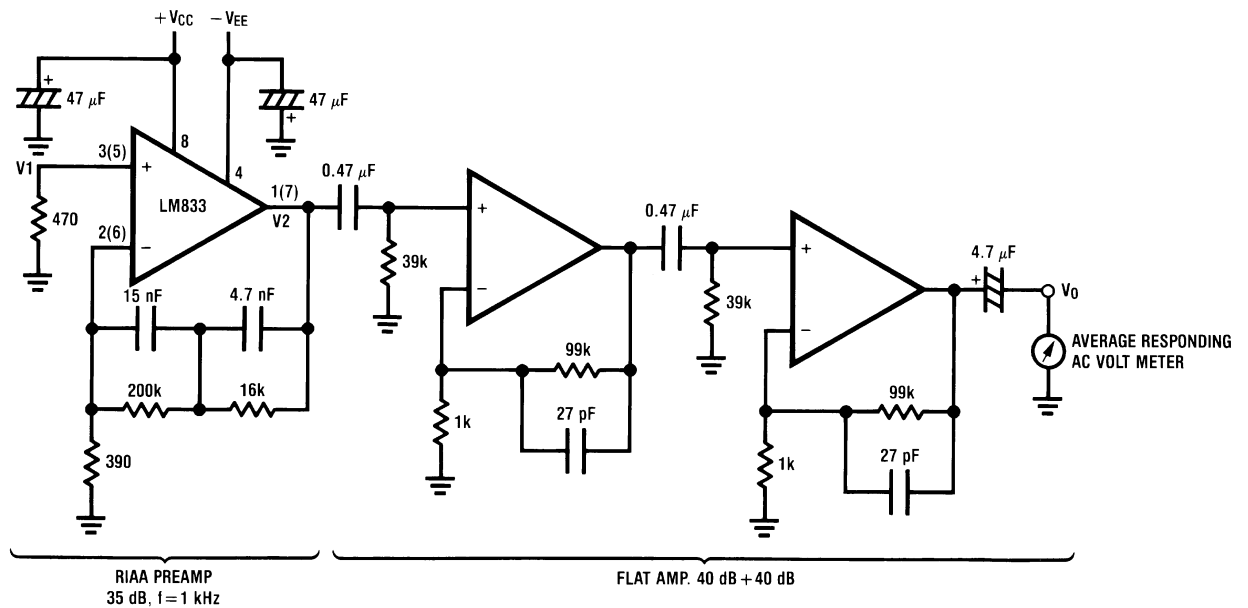 +VCC
−VEE
+
47 μF
47 μF
+
8
3(5)
V1
+
4
0.47 μF
1(7)
LM833
V2
470
2(6)
−
+
0.47 μF
39k
15 nF
4.7 nF
−
+
4.7 μF
+
VO
39k
AVERAGE RESPONDING
AC VOLT METER
−
99k
200k
16k
99k
1k
27 pF
390
1k
27 pF
RIAA PREAMP
35 dB, f=1 kHz
FLAT AMP. 40 dB+40 dB